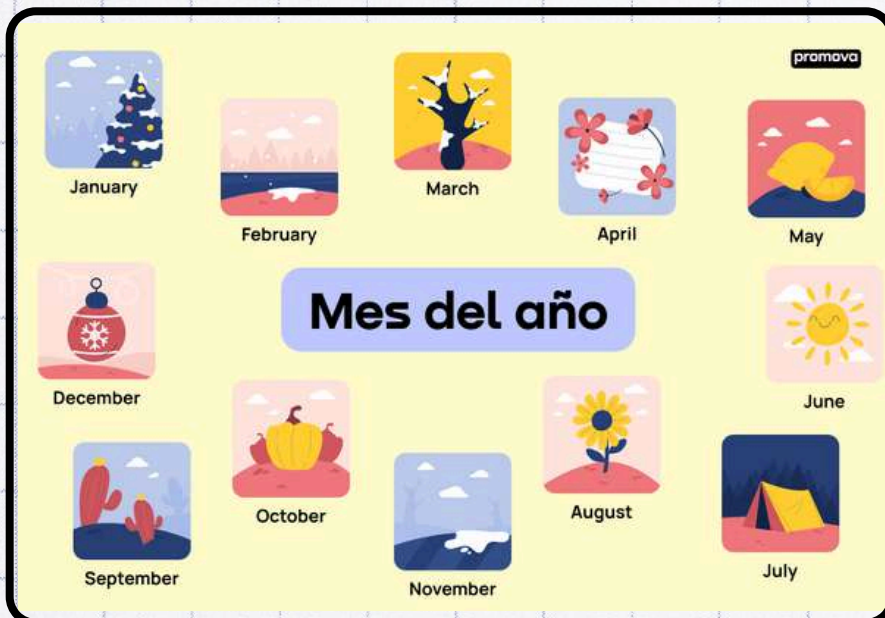 promova
January
February
March
April
May
Mes del año
December
June
September
October
November
August
July